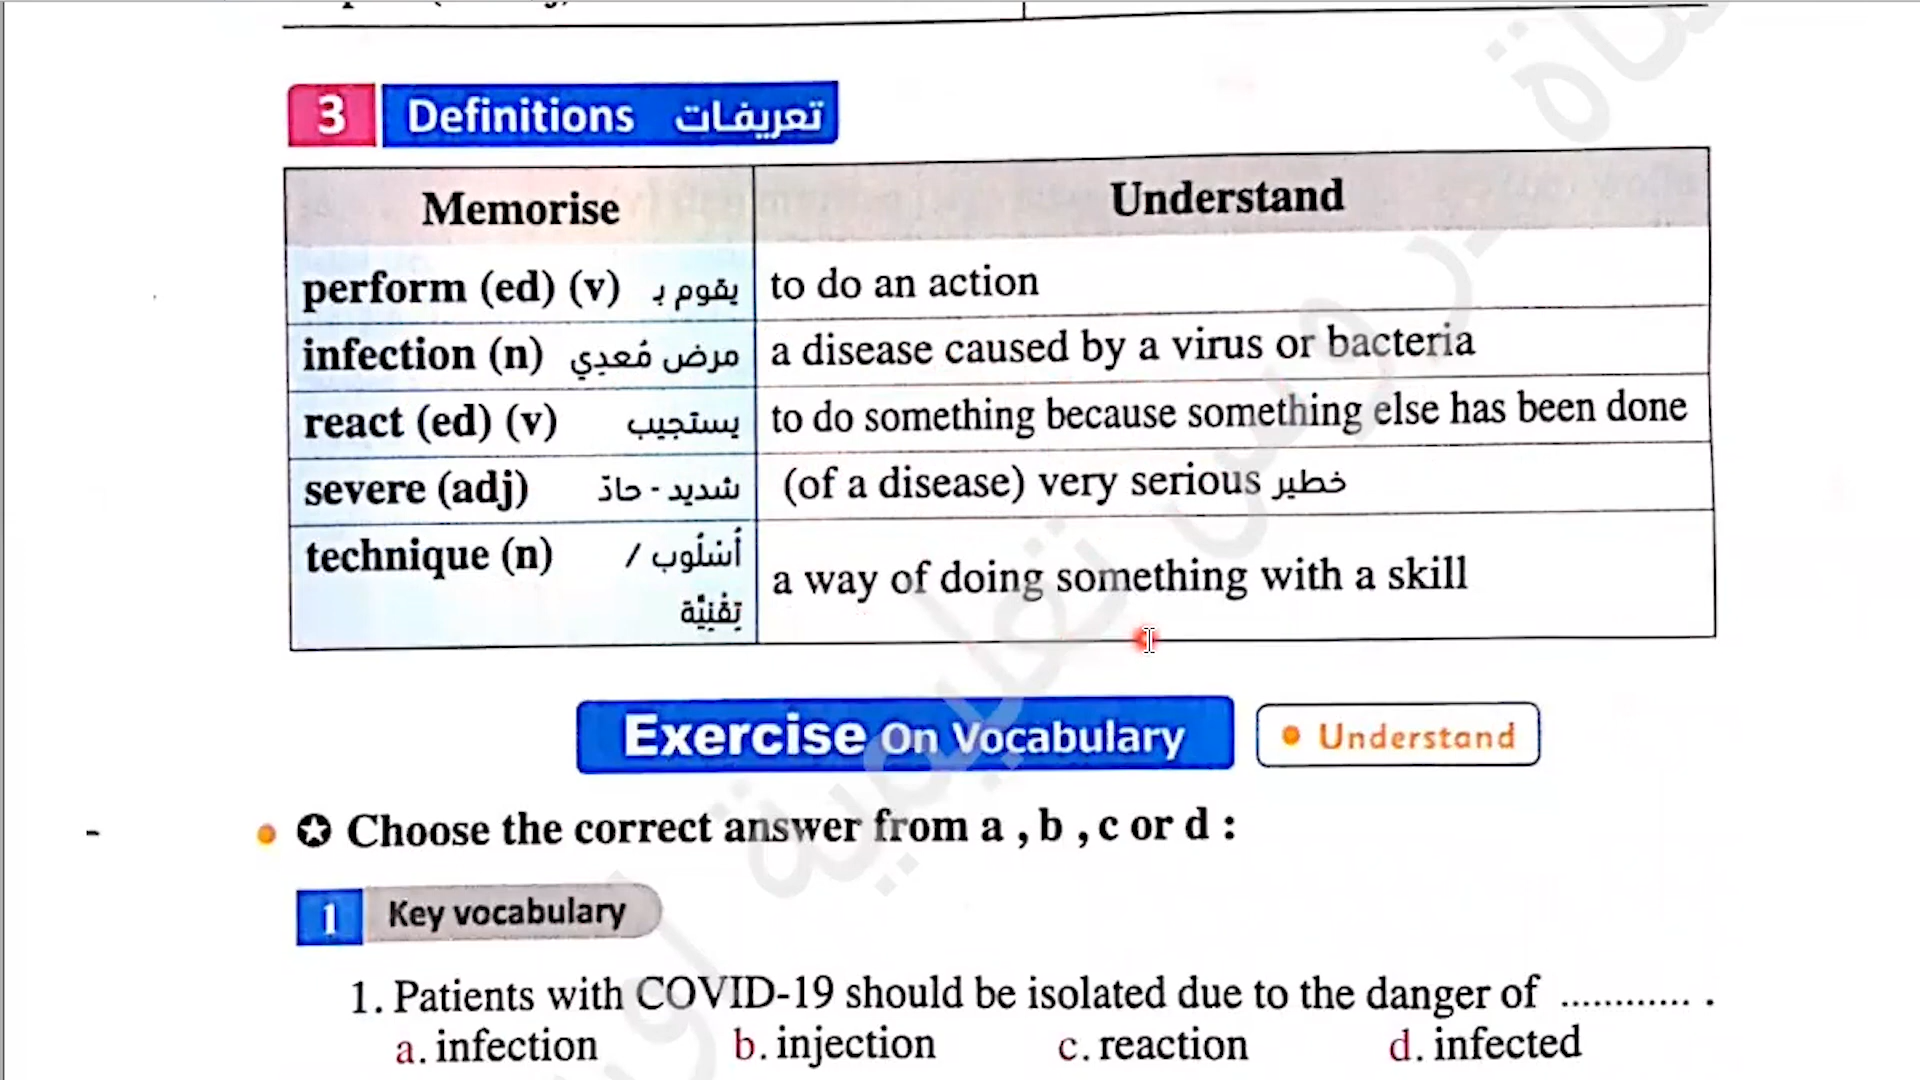 3 Definitions تعريفات
Memorise Understand
perform (ed) (v) يقوم بـ to do an action
infection (n) مرض مُعدِي a disease caused by a virus or bacteria
react (ed) (v) يستجيب to do something because something else has been done
severe (adj) شديد - حادّ (of a disease) very serious خطير
technique (n) أُسْلُوب /
تِقْنِيَّة
a way of doing something with a skill
Exercise On Vocabulary • Understand
• ✪ Choose the correct answer from a , b , c or d :
1 Key vocabulary
1. Patients with COVID-19 should be isolated due to the danger of ............ .
a. infection b. injection c. reaction d. infected